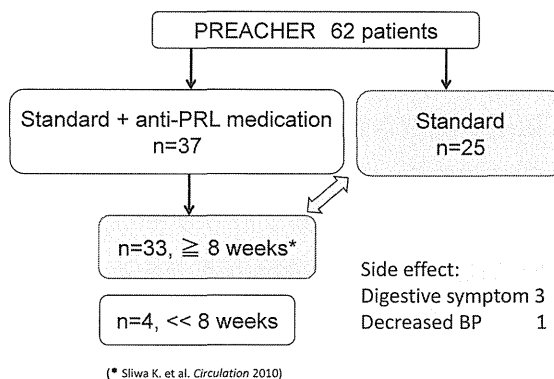 PREACHER 62 patients
Standard + anti-PRL medication
n=37
Standard
n=25
n=33, ≧ 8 weeks*
n=4, << 8 weeks
Side effect:
Digestive symptom 3
Decreased BP 1
(* Sliwa K. et al. Circulation 2010)